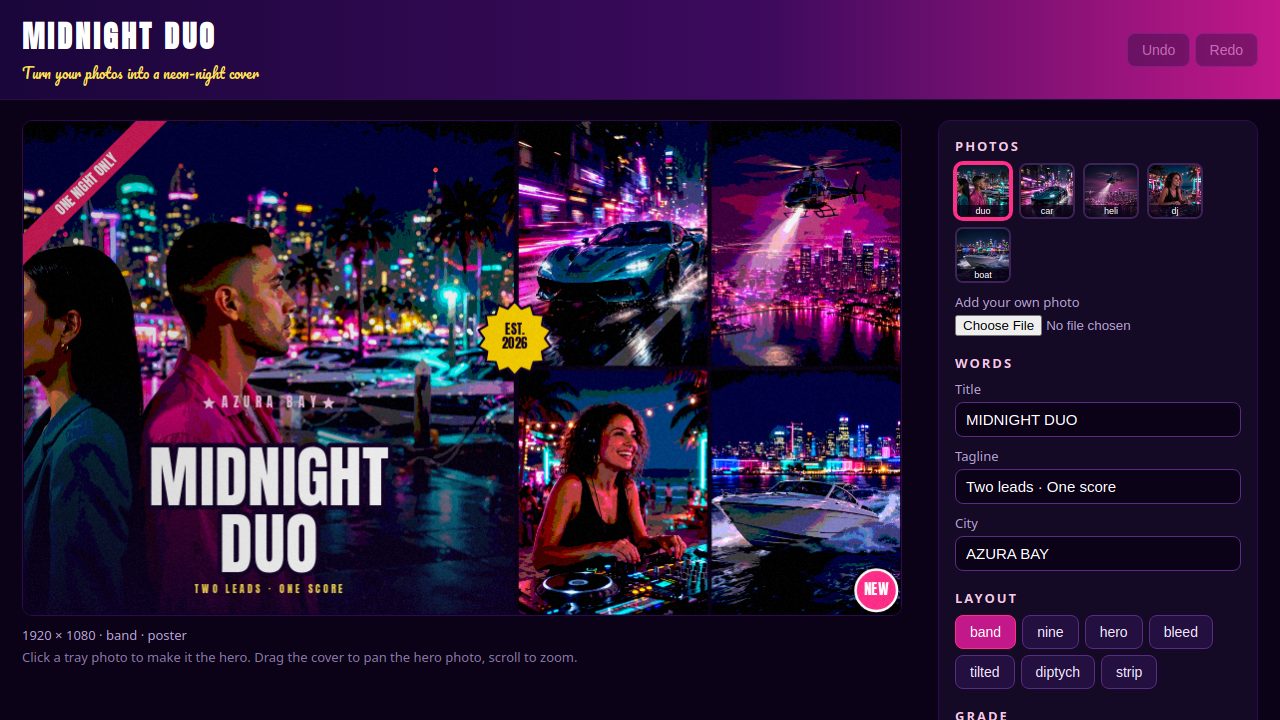 MIDNIGHT DUO
Turn your photos into a neon-night cover
Undo
Redo
ONE NIGHT ONLY
EST.
2026
★ AZURA BAY ★
MIDNIGHT
DUO
TWO LEADS · ONE SCORE
NEW
1920 × 1080 · band · poster
Click a tray photo to make it the hero. Drag the cover to pan the hero photo, scroll to zoom.
PHOTOS
duo
car
heli
dj
boat
Add your own photo
Choose File No file chosen
WORDS
Title
MIDNIGHT DUO
Tagline
Two leads · One score
City
AZURA BAY
LAYOUT
band
nine
hero
bleed
tilted
diptych
strip
GRADE